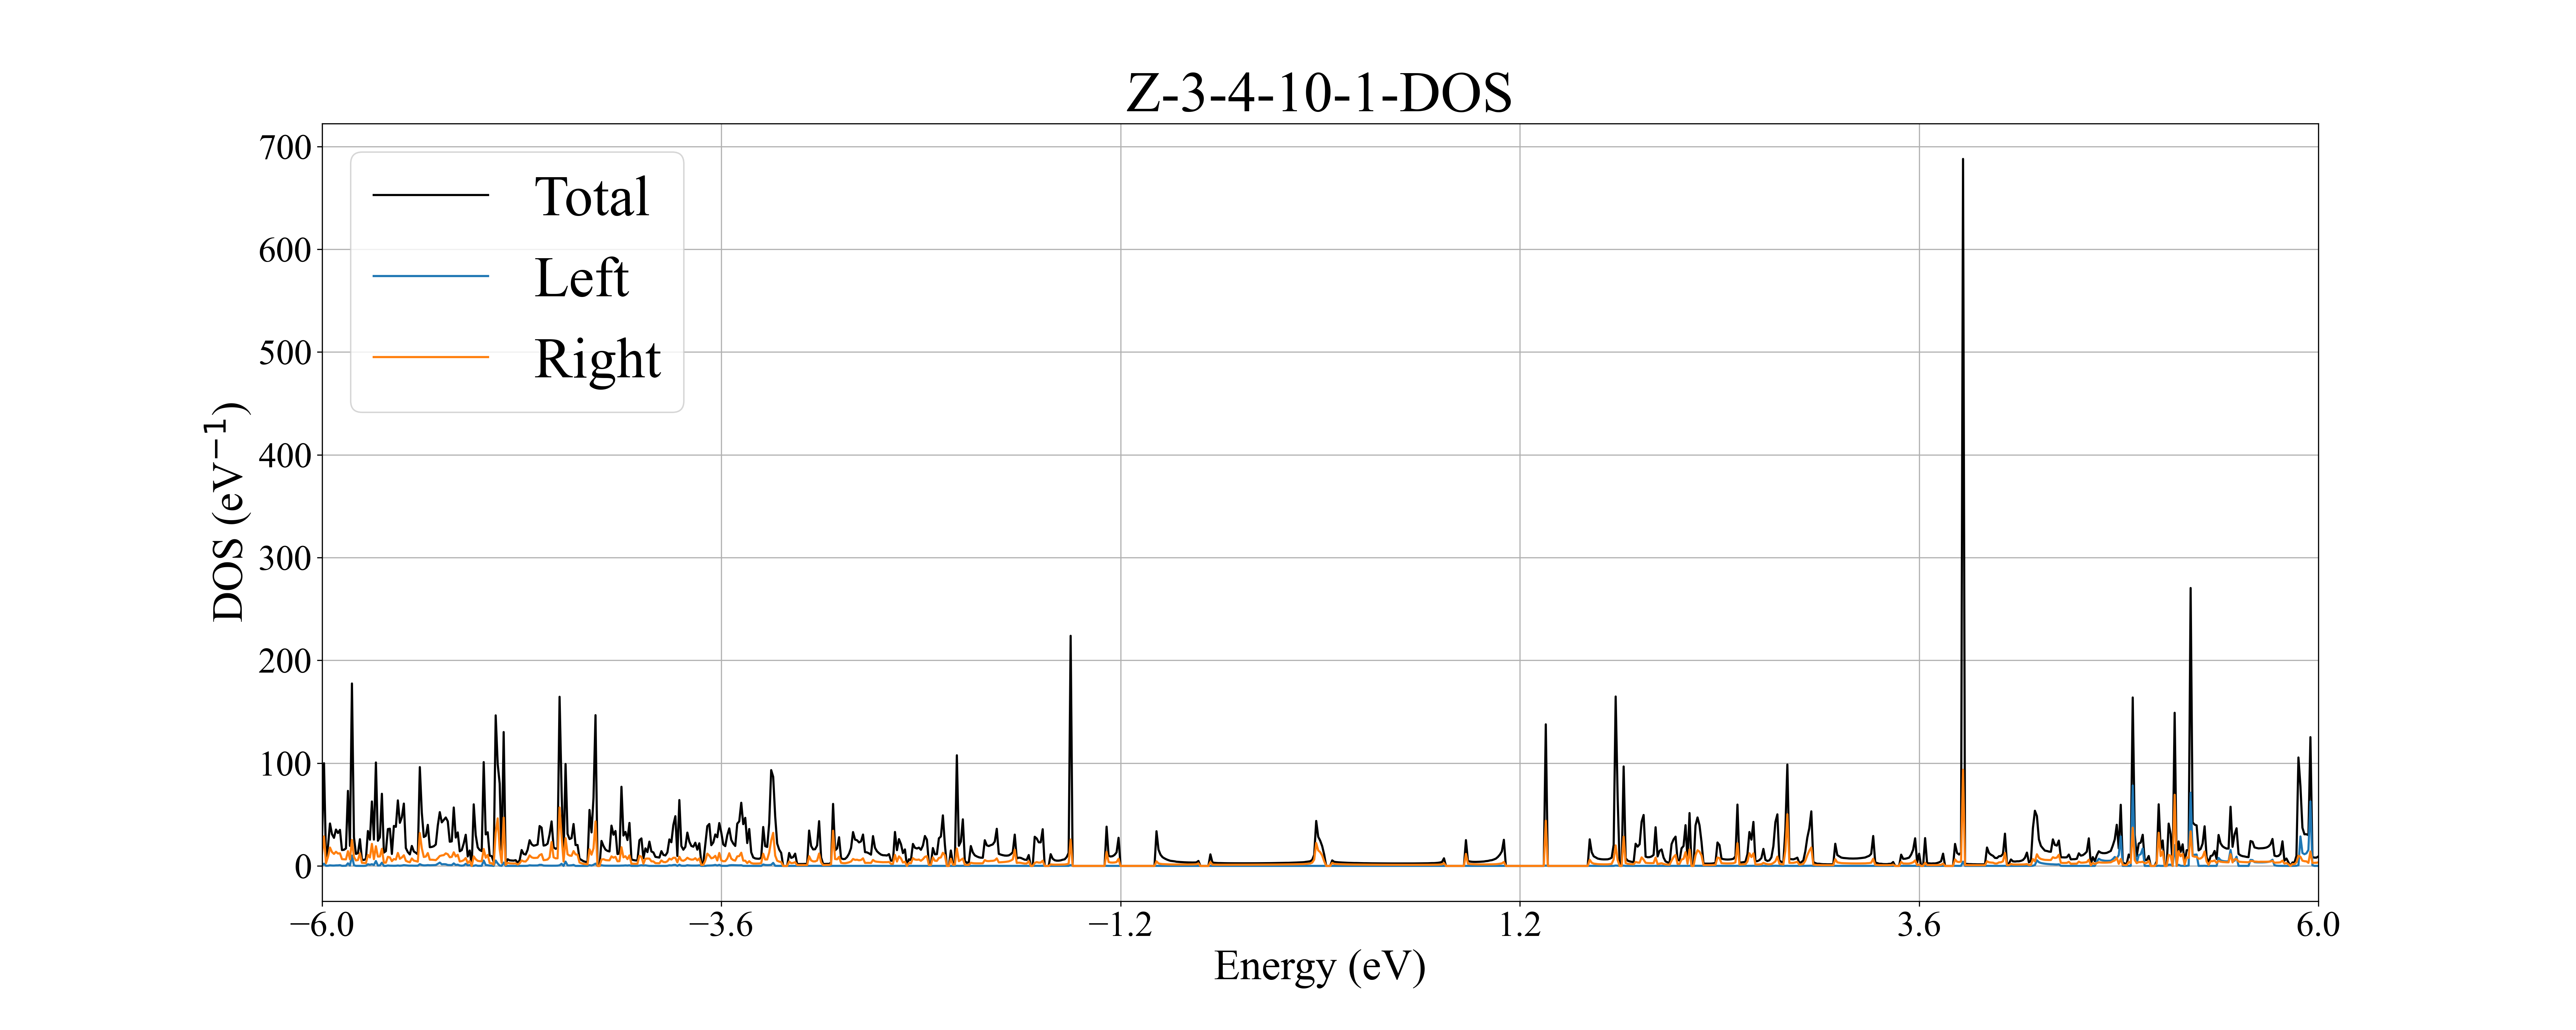 Z-3-4-10-1-DOS
700
600
500
400
300
200
100
0
Total
Left
Right
DOS (eV⁻¹)
−6.0 −3.6 −1.2 1.2 3.6 6.0
Energy (eV)